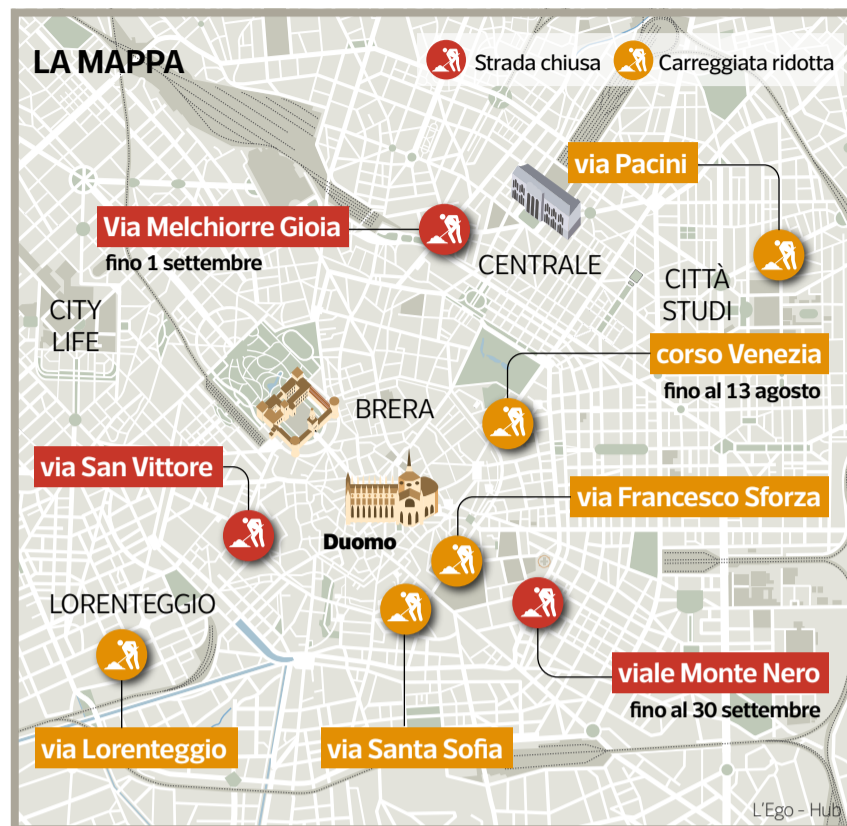 LA MAPPA
Strada chiusa
Carreggiata ridotta
via Pacini
Via Melchiorre Gioia
fino 1 settembre
CENTRALE
CITTÀ
STUDI
CITY
LIFE
corso Venezia
fino al 13 agosto
BRERA
via San Vittore
via Francesco Sforza
Duomo
LORENTEGGIO
viale Monte Nero
fino al 30 settembre
via Lorenteggio
via Santa Sofia
L'Ego - Hub